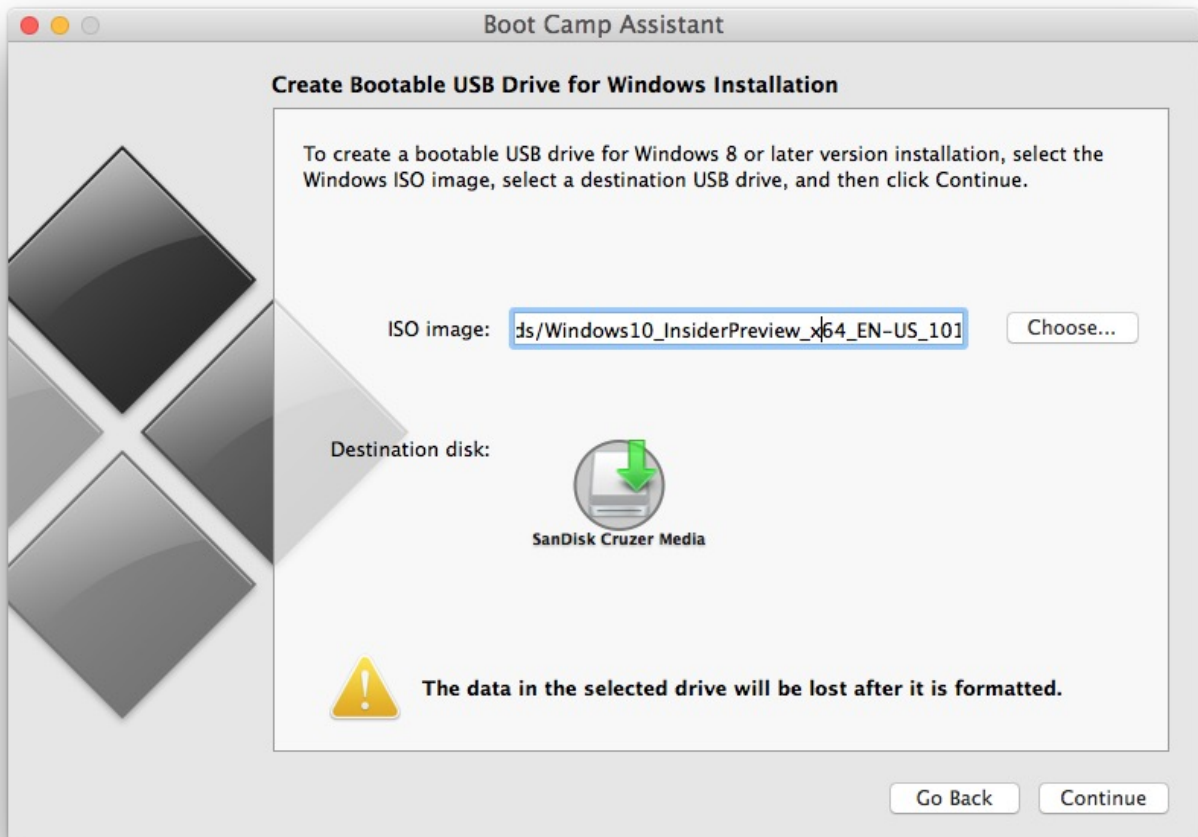 Boot Camp Assistant
Create Bootable USB Drive for Windows Installation
To create a bootable USB drive for Windows 8 or later version installation, select the
Windows ISO image, select a destination USB drive, and then click Continue.
ISO image: ds/Windows10_InsiderPreview_x64_EN-US_101 Choose...
Destination disk:
SanDisk Cruzer Media
The data in the selected drive will be lost after it is formatted.
Go Back Continue